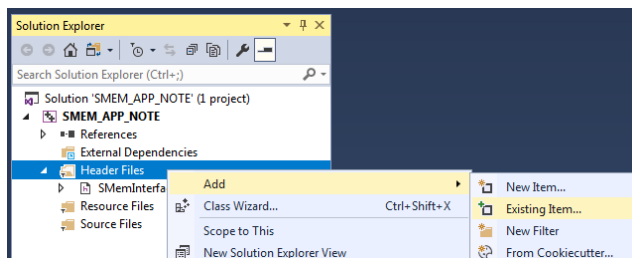 Solution Explorer
Search Solution Explorer (Ctrl+;)
Solution 'SMEM_APP_NOTE' (1 project)
SMEM_APP_NOTE
References
External Dependencies
Header Files
SMemInterfa
Resource Files
Source Files
Add
Class Wizard... Ctrl+Shift+X
Scope to This
New Solution Explorer View
New Item...
Existing Item...
New Filter
From Cookiecutter...